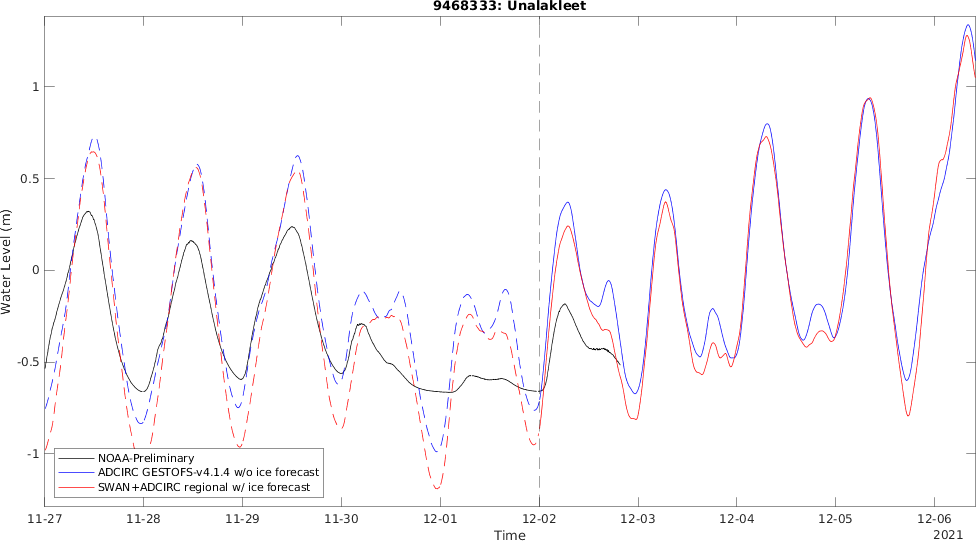 9468333: Unalakleet
Water Level (m)
1
0.5
0
-0.5
-1
NOAA-Preliminary
ADCIRC GESTOFS-v4.1.4 w/o ice forecast
SWAN+ADCIRC regional w/ ice forecast
11-27 11-28 11-29 11-30 12-01 12-02 12-03 12-04 12-05 12-06
Time
2021